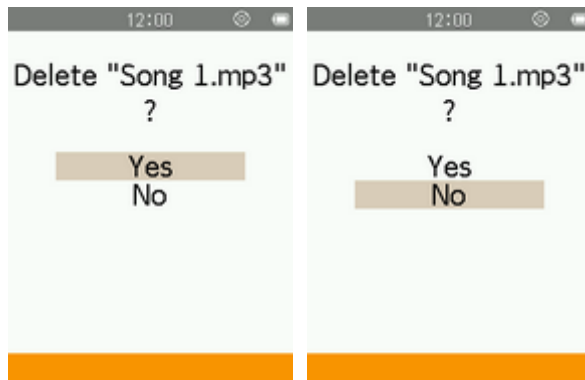 12:00
Delete "Song 1.mp3"
?
Yes
No
12:00
Delete "Song 1.mp3"
?
Yes
No